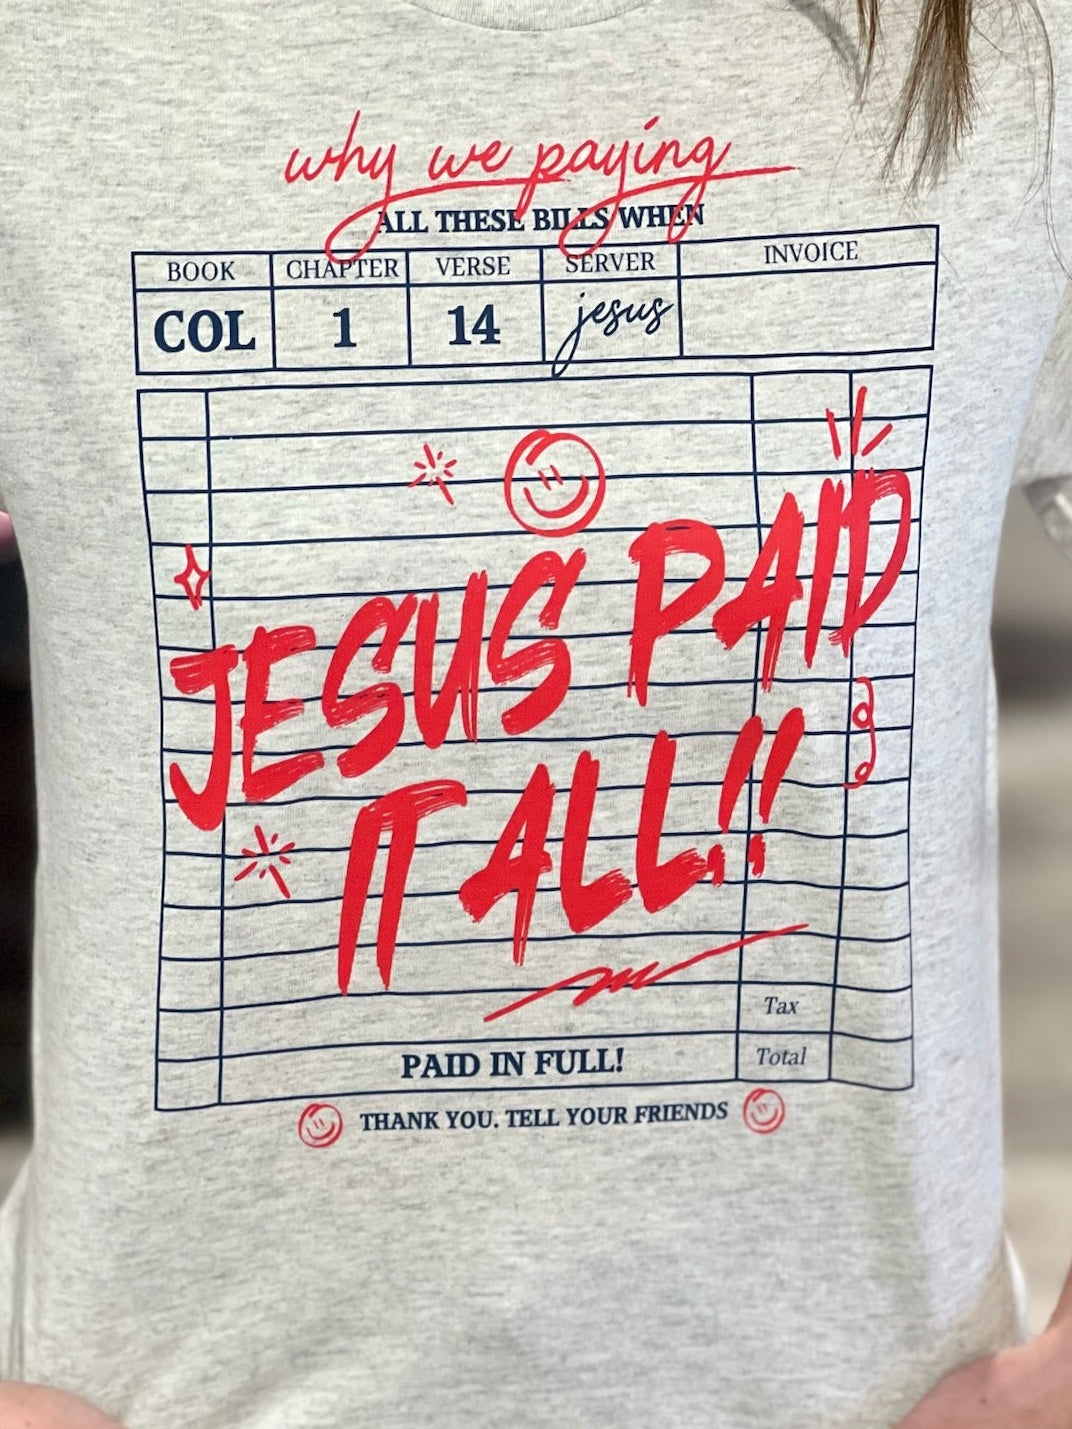 why we paying
ALL THESE BILLS WHEN
BOOK CHAPTER VERSE SERVER INVOICE
COL 1 14 jesus
JESUS PAID
IT ALL!!
Tax
PAID IN FULL! Total
THANK YOU. TELL YOUR FRIENDS